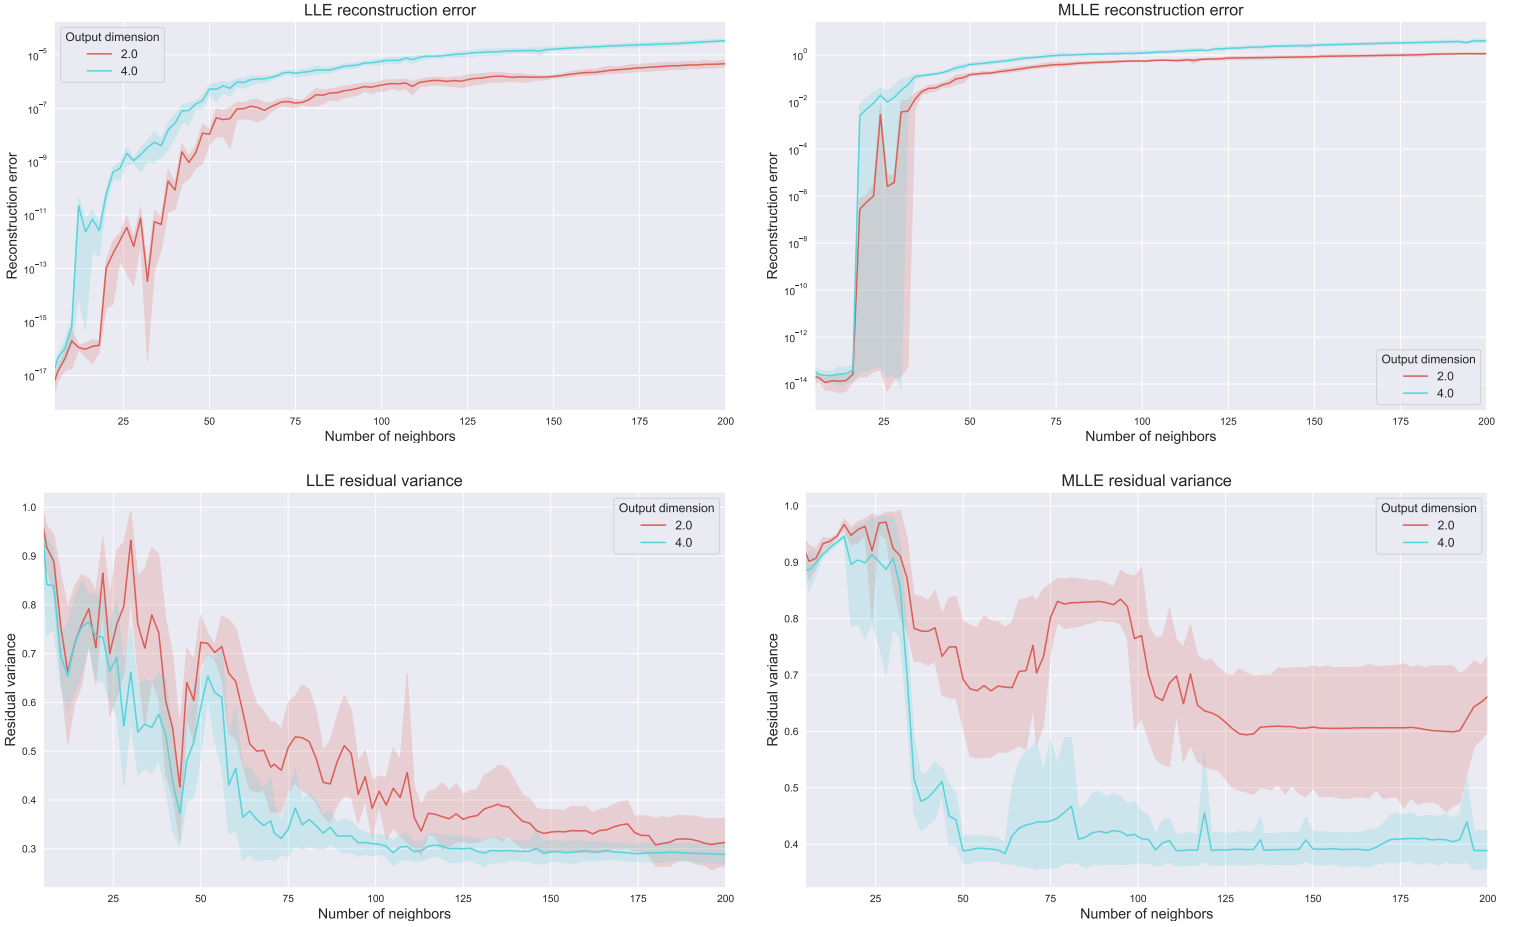 LLE reconstruction error
Output dimension
2.0
4.0
10⁻⁵
10⁻⁷
10⁻⁹
10⁻¹¹
10⁻¹³
10⁻¹⁵
10⁻¹⁷
Reconstruction error
25 50 75 100 125 150 175 200
Number of neighbors
MLLE reconstruction error
10⁰
10⁻²
10⁻⁴
10⁻⁶
10⁻⁸
10⁻¹⁰
10⁻¹²
10⁻¹⁴
Reconstruction error
Output dimension
2.0
4.0
25 50 75 100 125 150 175 200
Number of neighbors
LLE residual variance
Output dimension
2.0
4.0
1.0
0.9
0.8
0.7
0.6
0.5
0.4
0.3
Residual variance
25 50 75 100 125 150 175 200
Number of neighbors
MLLE residual variance
Output dimension
2.0
4.0
1.0
0.9
0.8
0.7
0.6
0.5
0.4
Residual variance
25 50 75 100 125 150 175 200
Number of neighbors